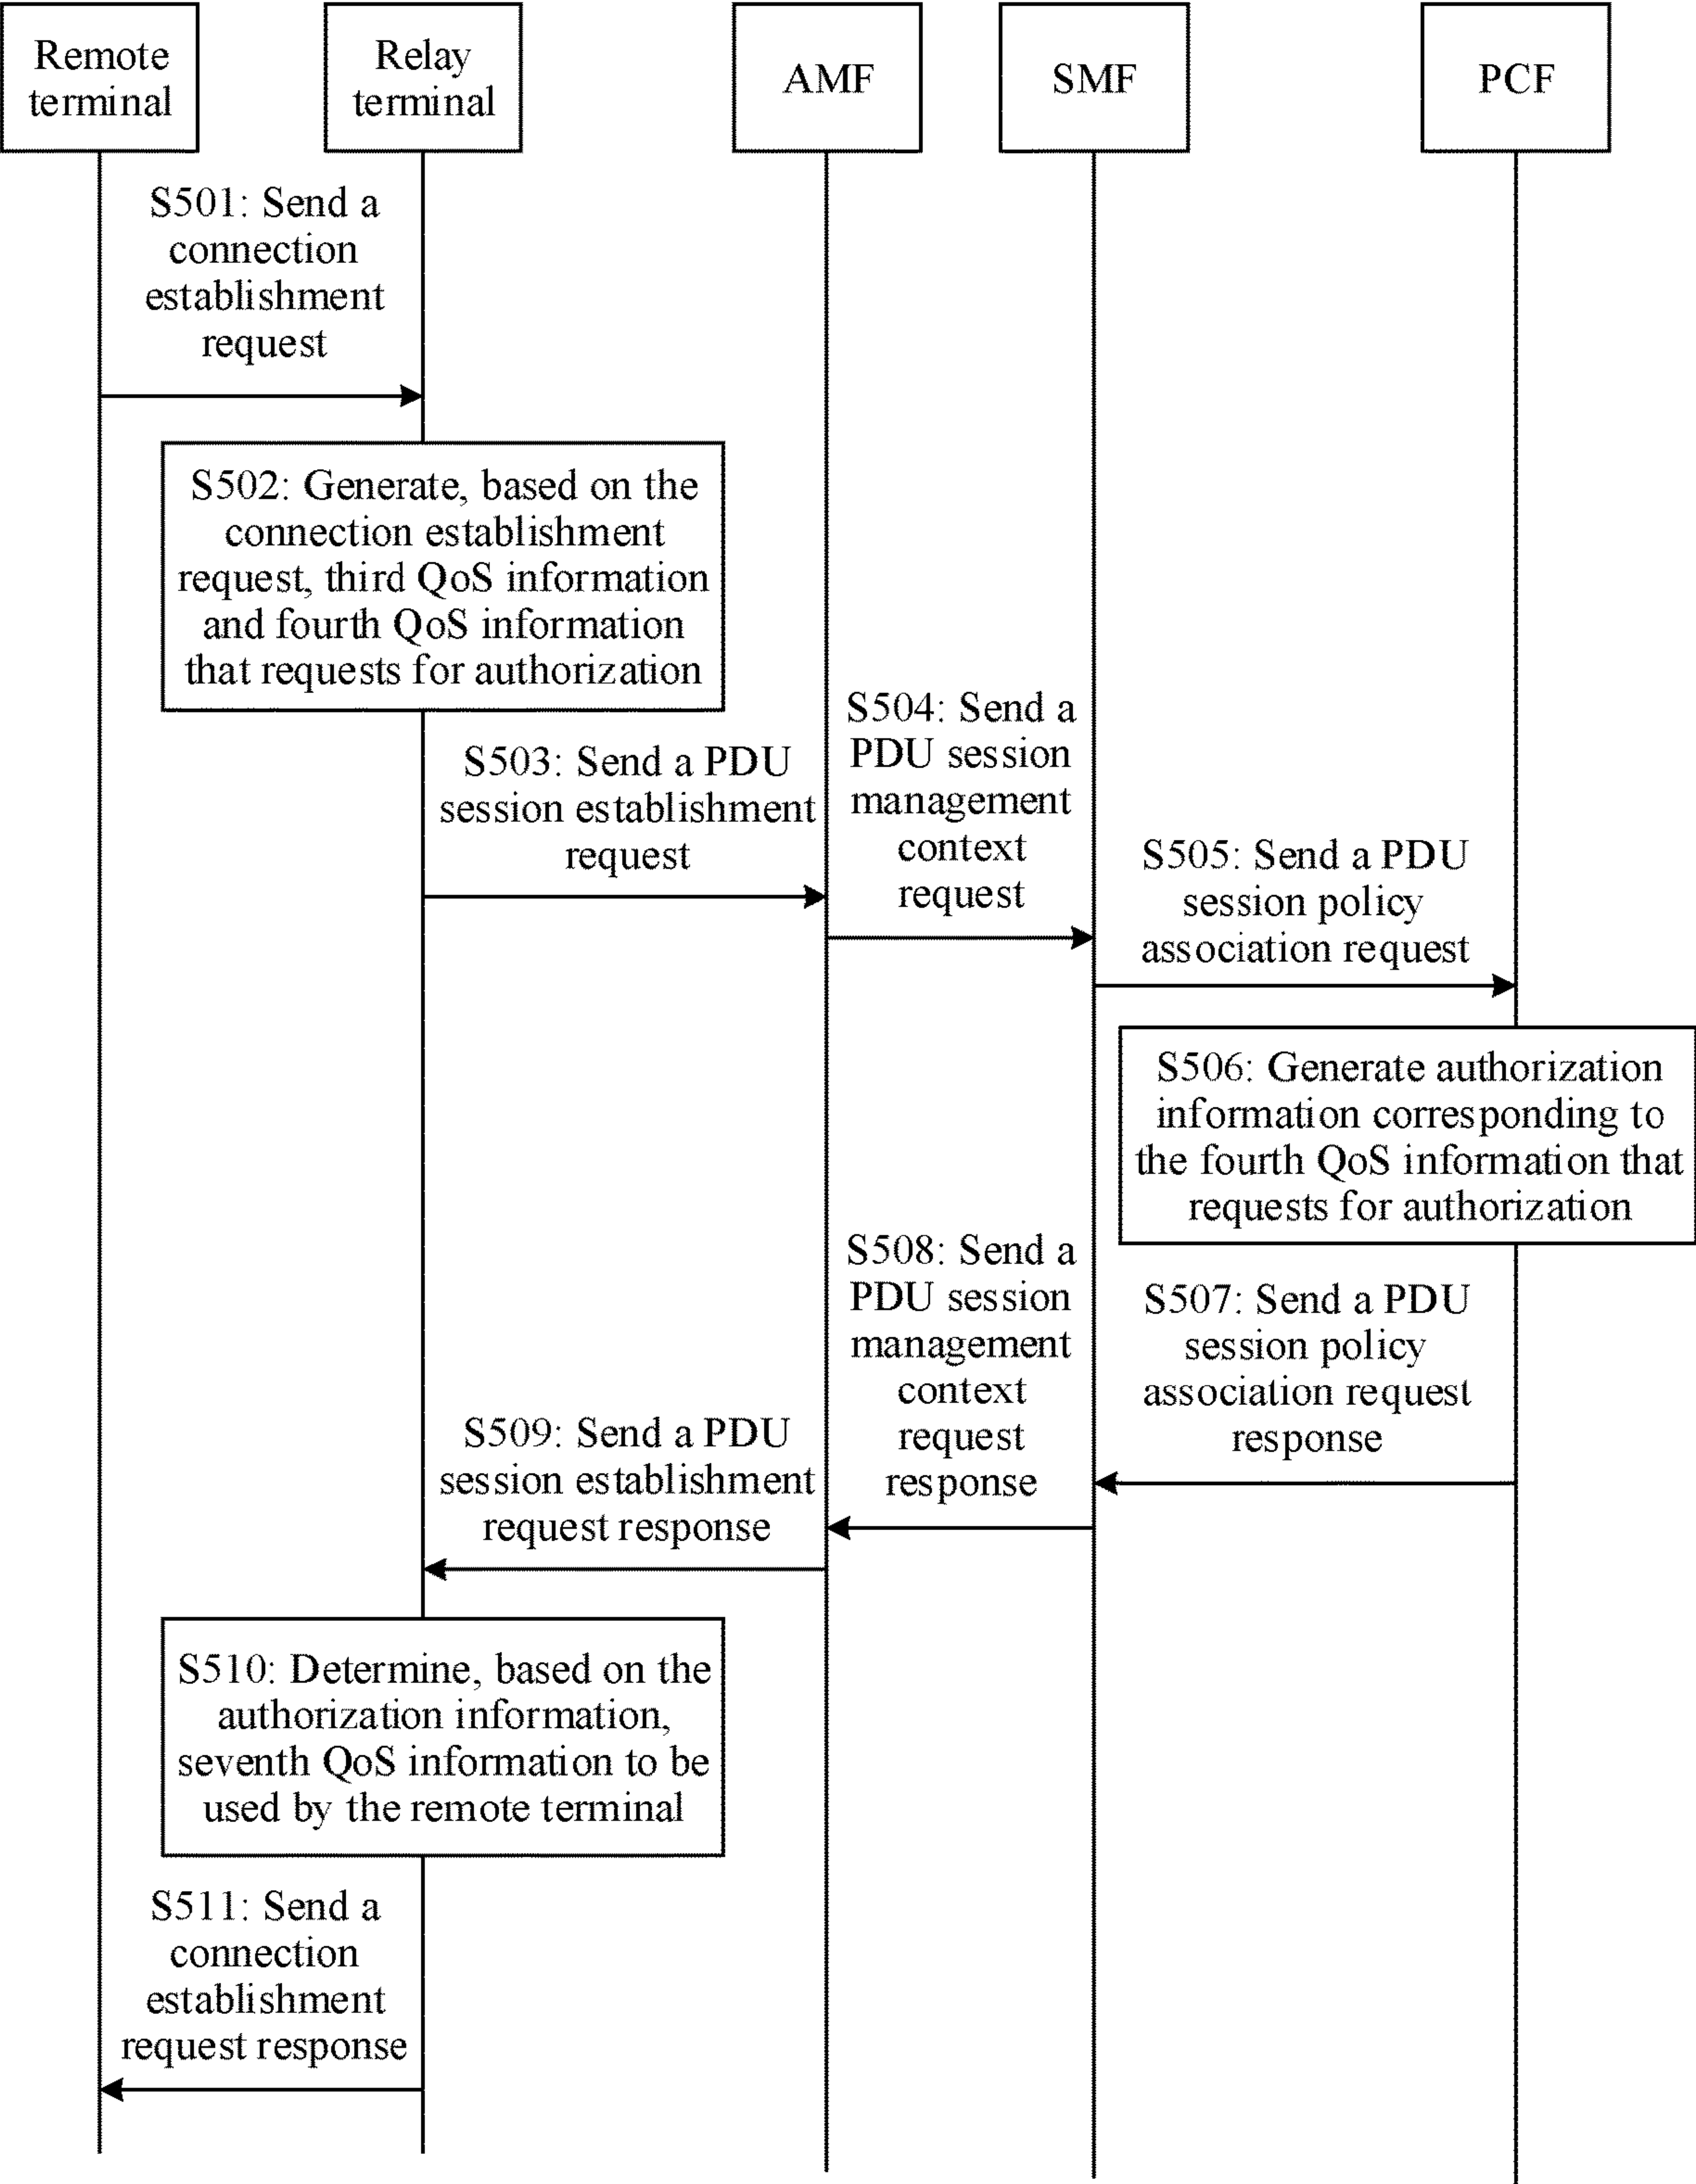 Remote
terminal
Relay
terminal
AMF
SMF
PCF
S501: Send a
connection
establishment
request
S502: Generate, based on the
connection establishment
request, third QoS information
and fourth QoS information
that requests for authorization
S503: Send a PDU
session establishment
request
S504: Send a
PDU session
management
context
request
S505: Send a PDU
session policy
association request
S506: Generate authorization
information corresponding to
the fourth QoS information that
requests for authorization
S507: Send a PDU
session policy
association request
response
S508: Send a
PDU session
management
context
request
response
S509: Send a PDU
session establishment
request response
S510: Determine, based on the
authorization information,
seventh QoS information to be
used by the remote terminal
S511: Send a
connection
establishment
request response